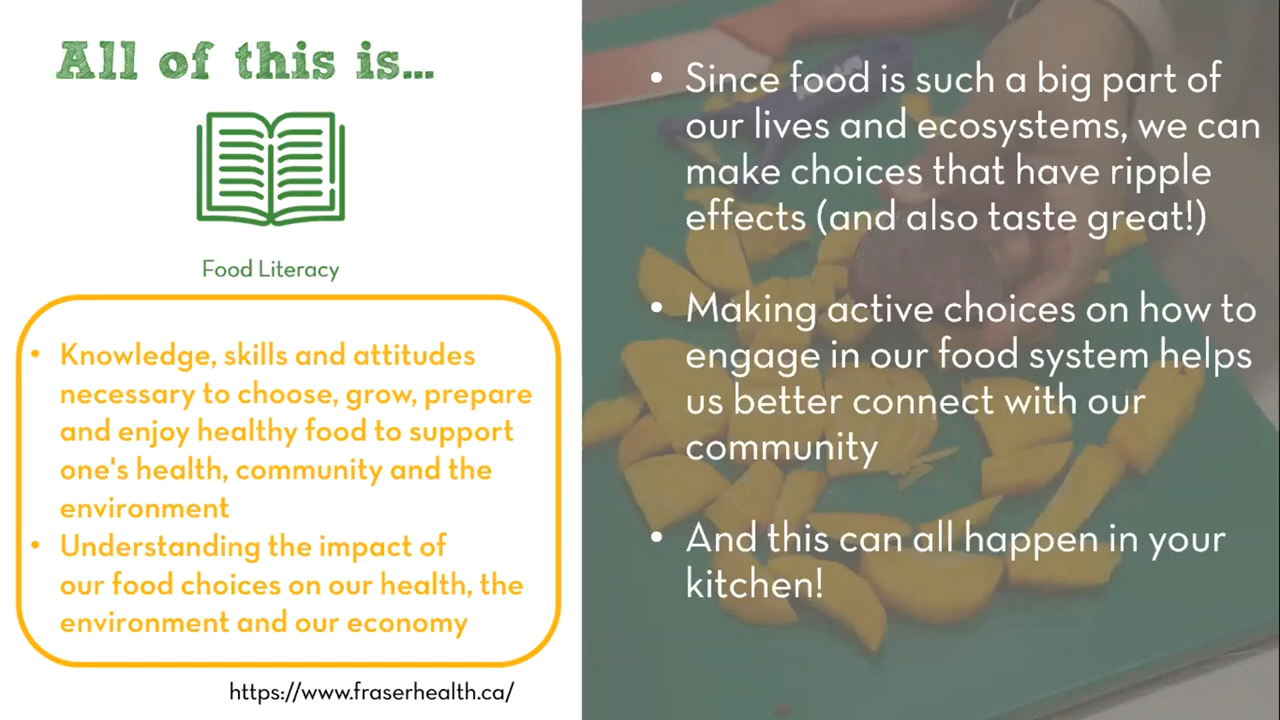 All of this is...
Food Literacy
• Knowledge, skills and attitudes
necessary to choose, grow, prepare
and enjoy healthy food to support
one's health, community and the
environment
• Understanding the impact of
our food choices on our health, the
environment and our economy
https://www.fraserhealth.ca/
• Since food is such a big part of
our lives and ecosystems, we can
make choices that have ripple
effects (and also taste great!)
• Making active choices on how to
engage in our food system helps
us better connect with our
community
• And this can all happen in your
kitchen!